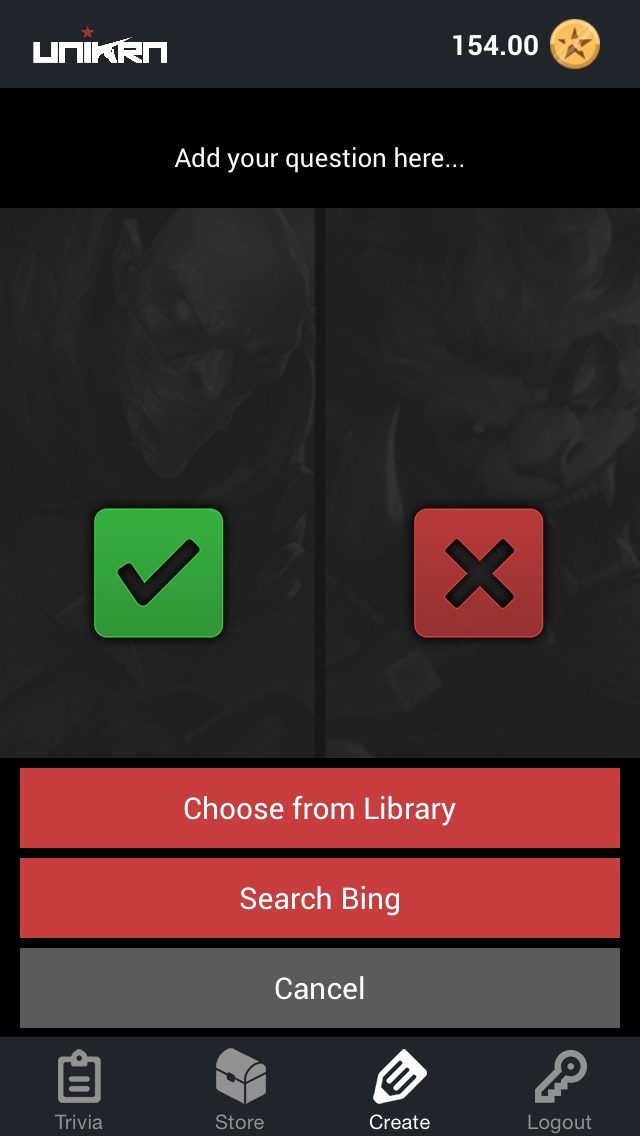 UNIKRN
154.00
Add your question here...
Choose from Library
Search Bing
Cancel
Trivia
Store
Create
Logout